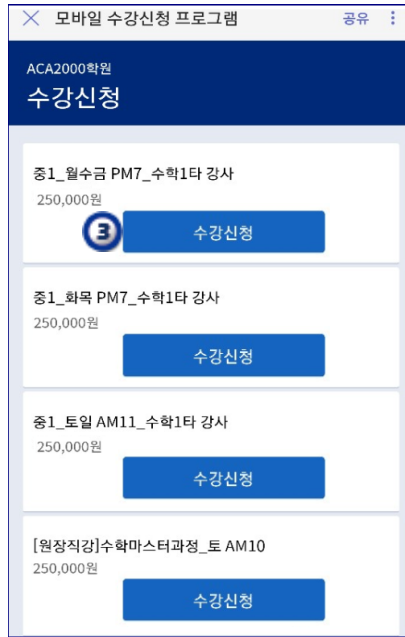 모바일 수강신청 프로그램 공유
ACA2000학원
수강신청
중1_월수금 PM7_수학1타 강사
250,000원
3 수강신청
중1_화목 PM7_수학1타 강사
250,000원
수강신청
중1_토일 AM11_수학1타 강사
250,000원
수강신청
[원장직강]수학마스터과정_토 AM10
250,000원
수강신청